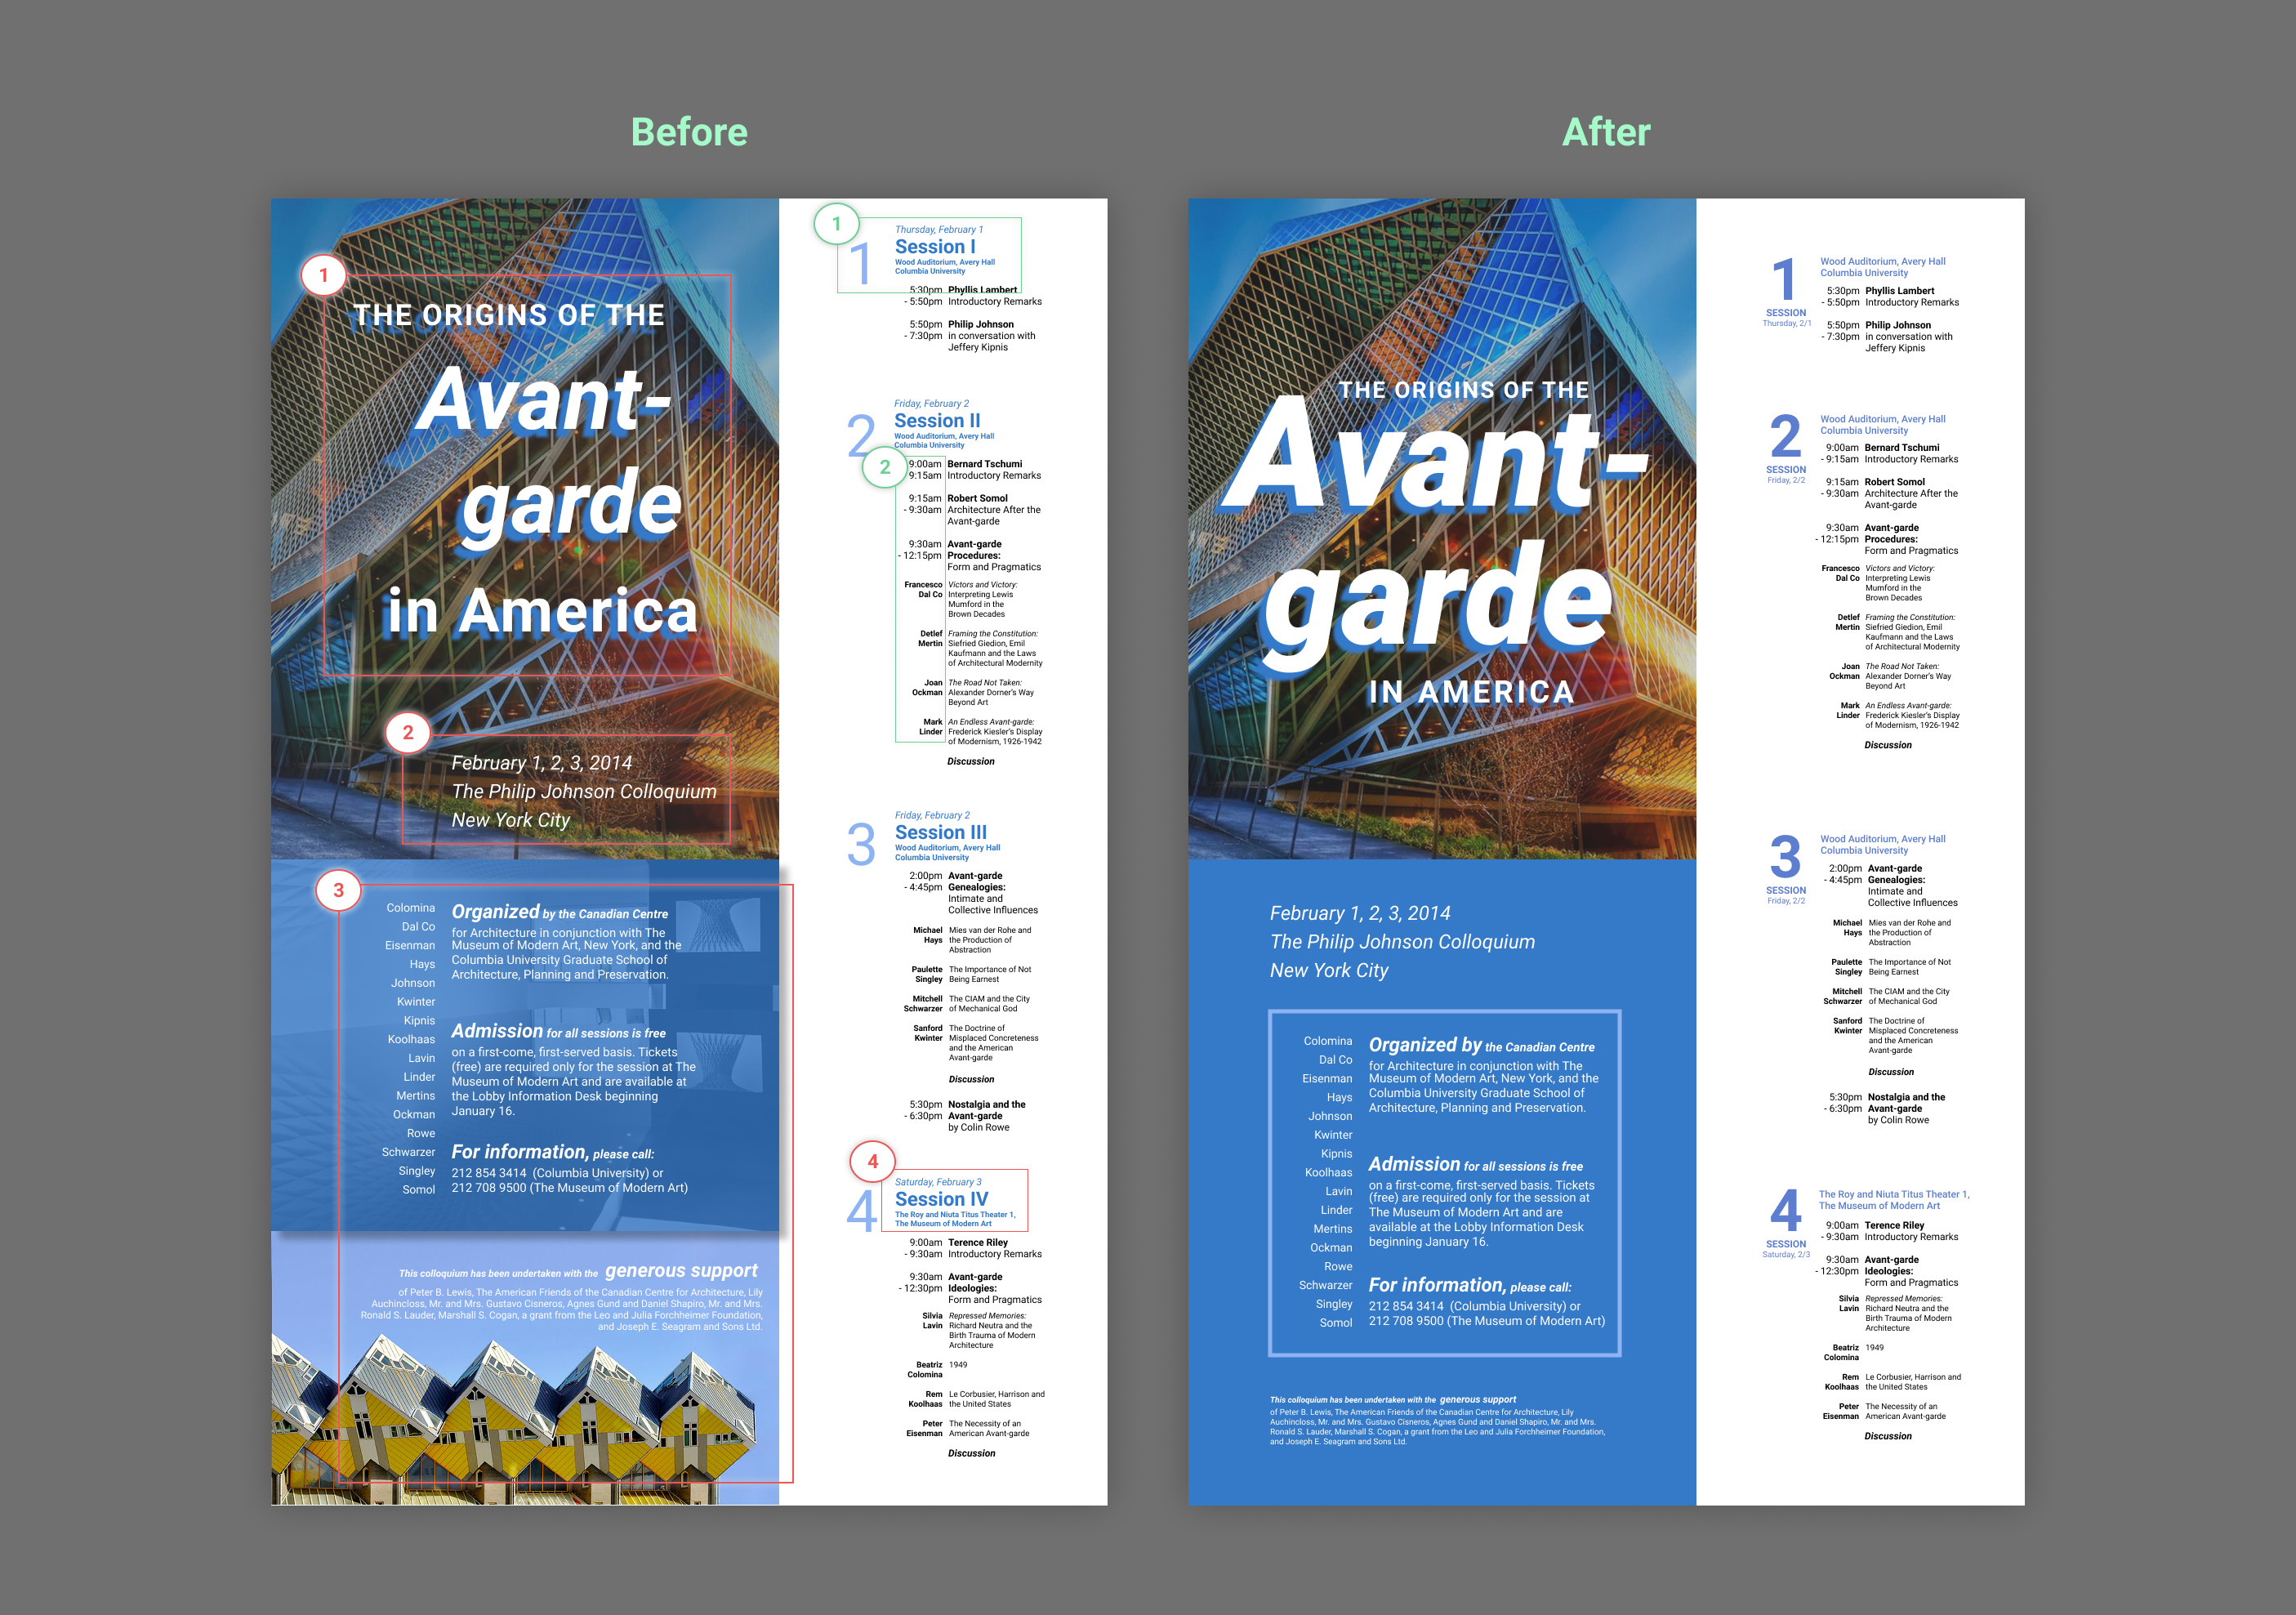 Before
1
THE ORIGINS OF THE
Avant-
garde
in America
2
February 1, 2, 3, 2014
The Philip Johnson Colloquium
New York City
3
Colomina
Dal Co
Eisenman
Hays
Johnson
Kwinter
Kipnis
Koolhaas
Lavin
Linder
Mertins
Ockman
Rowe
Schwarzer
Singley
Somol
Organized by the Canadian Centre
for Architecture in conjunction with The
Museum of Modern Art, New York, and the
Columbia University Graduate School of
Architecture, Planning and Preservation.
Admission for all sessions is free
on a first-come, first-served basis. Tickets
(free) are required only for the session at The
Museum of Modern Art and are available at
the Lobby Information Desk beginning
January 16.
For information, please call:
212 854 3414 (Columbia University) or
212 708 9500 (The Museum of Modern Art)
This colloquium has been undertaken with the generous support
of Peter B. Lewis, The American Friends of the Canadian Centre for Architecture, Lily
Auchincloss, Mr. and Mrs. Gustavo Cisneros, Agnes Gund and Daniel Shapiro, Mr. and Mrs.
Ronald S. Lauder, Marshall S. Cogan, a grant from the Leo and Julia Forchheimer Foundation,
and Joseph E. Seagram and Sons Ltd.
1
Thursday, February 1
1 Session I
Wood Auditorium, Avery Hall
Columbia University
5:30pm Phyllis Lambert
- 5:50pm Introductory Remarks
5:50pm Philip Johnson
- 7:30pm in conversation with
Jeffery Kipnis
Friday, February 2
2 Session II
Wood Auditorium, Avery Hall
Columbia University
2
9:00am Bernard Tschumi
9:15am Introductory Remarks
9:15am Robert Somol
- 9:30am Architecture After the
Avant-garde
9:30am Avant-garde
- 12:15pm Procedures:
Form and Pragmatics
Francesco Victors and Victory:
Dal Co Interpreting Lewis
Mumford in the
Brown Decades
Detlef Framing the Constitution:
Mertin Siefried Giedion, Emil
Kaufmann and the Laws
of Architectural Modernity
Joan The Road Not Taken:
Ockman Alexander Dorner's Way
Beyond Art
Mark An Endless Avant-garde:
Linder Frederick Kiesler's Display
of Modernism, 1926-1942
Discussion
Friday, February 2
3 Session III
Wood Auditorium, Avery Hall
Columbia University
2:00pm Avant-garde
- 4:45pm Genealogies:
Intimate and
Collective Influences
Michael Mies van der Rohe and
Hays the Production of
Abstraction
Paulette The Importance of Not
Singley Being Earnest
Mitchell The CIAM and the City
Schwarzer of Mechanical God
Sanford The Doctrine of
Kwinter Misplaced Concreteness
and the American
Avant-garde
Discussion
5:30pm Nostalgia and the
- 6:30pm Avant-garde
by Colin Rowe
4
Saturday, February 3
4 Session IV
The Roy and Niuta Titus Theater 1,
The Museum of Modern Art
9:00am Terence Riley
- 9:30am Introductory Remarks
9:30am Avant-garde
- 12:30pm Ideologies:
Form and Pragmatics
Silvia Repressed Memories:
Lavin Richard Neutra and the
Birth Trauma of Modern
Architecture
Beatriz 1949
Colomina
Rem Le Corbusier, Harrison and
Koolhaas the United States
Peter The Necessity of an
Eisenman American Avant-garde
Discussion
After
THE ORIGINS OF THE
Avant-
garde
IN AMERICA
February 1, 2, 3, 2014
The Philip Johnson Colloquium
New York City
Colomina
Dal Co
Eisenman
Hays
Johnson
Kwinter
Kipnis
Koolhaas
Lavin
Linder
Mertins
Ockman
Rowe
Schwarzer
Singley
Somol
Organized by the Canadian Centre
for Architecture in conjunction with The
Museum of Modern Art, New York, and the
Columbia University Graduate School of
Architecture, Planning and Preservation.
Admission for all sessions is free
on a first-come, first-served basis. Tickets
(free) are required only for the session at
The Museum of Modern Art and are
available at the Lobby Information Desk
beginning January 16.
For information, please call:
212 854 3414 (Columbia University) or
212 708 9500 (The Museum of Modern Art)
This colloquium has been undertaken with the generous support
of Peter B. Lewis, The American Friends of the Canadian Centre for Architecture, Lily
Auchincloss, Mr. and Mrs. Gustavo Cisneros, Agnes Gund and Daniel Shapiro, Mr. and Mrs.
Ronald S. Lauder, Marshall S. Cogan, a grant from the Leo and Julia Forchheimer Foundation,
and Joseph E. Seagram and Sons Ltd.
1
SESSION
Thursday, 2/1
Wood Auditorium, Avery Hall
Columbia University
5:30pm Phyllis Lambert
- 5:50pm Introductory Remarks
5:50pm Philip Johnson
- 7:30pm in conversation with
Jeffery Kipnis
2
SESSION
Friday, 2/2
Wood Auditorium, Avery Hall
Columbia University
9:00am Bernard Tschumi
- 9:15am Introductory Remarks
9:15am Robert Somol
- 9:30am Architecture After the
Avant-garde
9:30am Avant-garde
- 12:15pm Procedures:
Form and Pragmatics
Francesco Victors and Victory:
Dal Co Interpreting Lewis
Mumford in the
Brown Decades
Detlef Framing the Constitution:
Mertin Siefried Giedion, Emil
Kaufmann and the Laws
of Architectural Modernity
Joan The Road Not Taken:
Ockman Alexander Dorner's Way
Beyond Art
Mark An Endless Avant-garde:
Linder Frederick Kiesler's Display
of Modernism, 1926-1942
Discussion
3
SESSION
Friday, 2/2
Wood Auditorium, Avery Hall
Columbia University
2:00pm Avant-garde
- 4:45pm Genealogies:
Intimate and
Collective Influences
Michael Mies van der Rohe and
Hays the Production of
Abstraction
Paulette The Importance of Not
Singley Being Earnest
Mitchell The CIAM and the City
Schwarzer of Mechanical God
Sanford The Doctrine of
Kwinter Misplaced Concreteness
and the American
Avant-garde
Discussion
5:30pm Nostalgia and the
- 6:30pm Avant-garde
by Colin Rowe
4
SESSION
Saturday, 2/3
The Roy and Niuta Titus Theater 1,
The Museum of Modern Art
9:00am Terence Riley
- 9:30am Introductory Remarks
9:30am Avant-garde
- 12:30pm Ideologies:
Form and Pragmatics
Silvia Repressed Memories:
Lavin Richard Neutra and the
Birth Trauma of Modern
Architecture
Beatriz 1949
Colomina
Rem Le Corbusier, Harrison and
Koolhaas the United States
Peter The Necessity of an
Eisenman American Avant-garde
Discussion